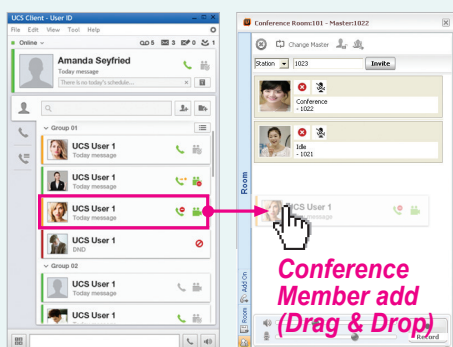 UCS Client - User ID
File Edit View Tool Help
Online
5 3 0 1
Amanda Seyfried
Today message
There is no today's schedule...
Group 01
UCS User 1
Today message
UCS User 1
Today message
UCS User 1
Today message
UCS User 1
DND
Group 02
UCS User 1
Today message
UCS User 1
Today message
Conference Room:101 - Master:1022
Change Master
Station 1023 Invite
Conference
- 1022
Idle
- 1021
Room
UCS User 1
message
Add On
Room
Conference
Member add
(Drag & Drop)
Record